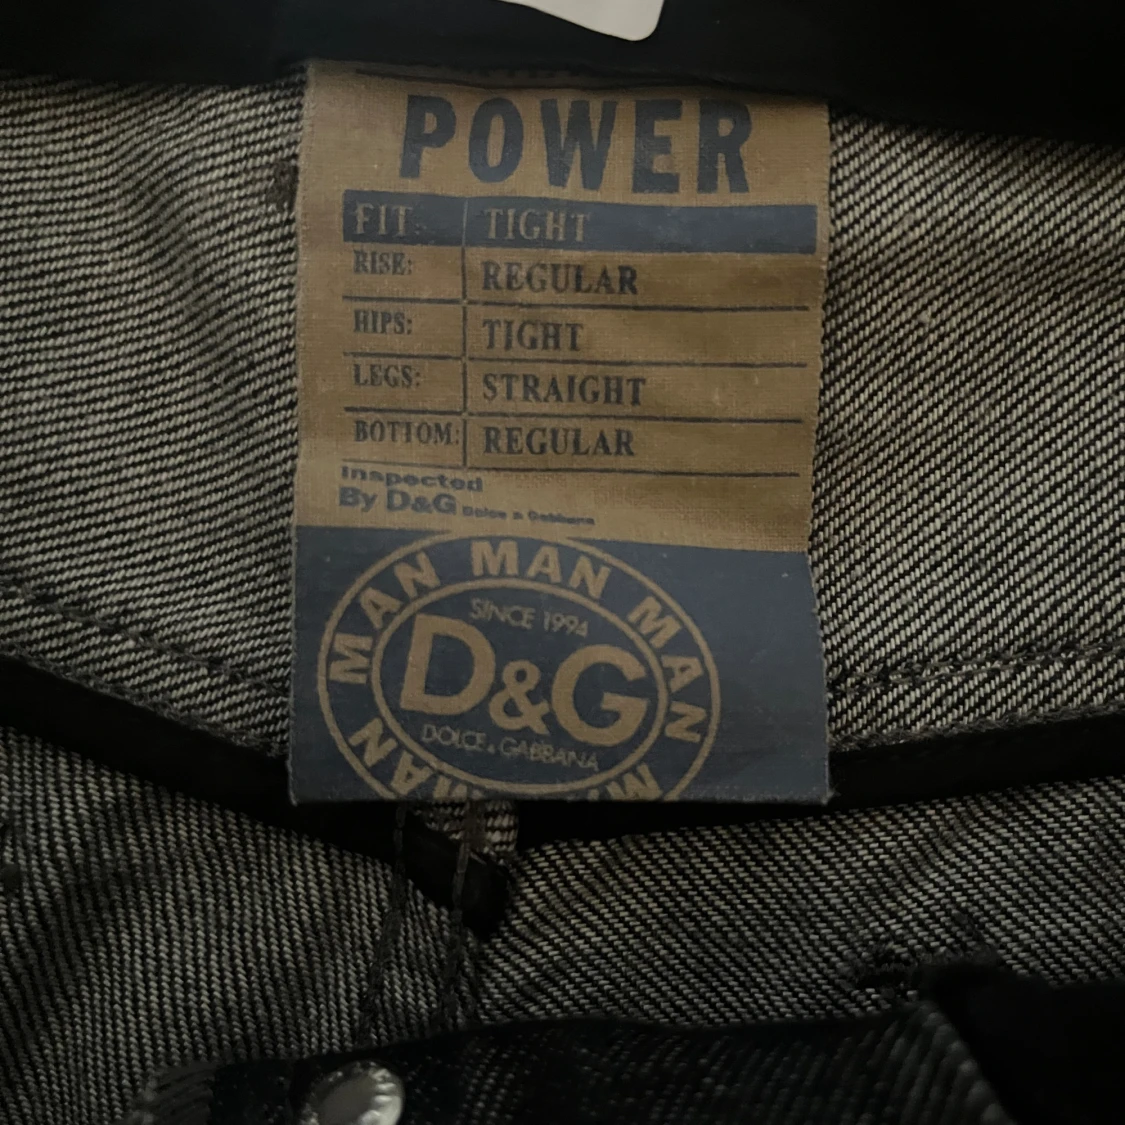 POWER
FIT: TIGHT
RISE: REGULAR
HIPS: TIGHT
LEGS: STRAIGHT
BOTTOM: REGULAR
Inspected
By D&G Dolce & Gabbana
MAN MAN MAN MAN MAN
SINCE 1994
D&G
DOLCE & GABBANA